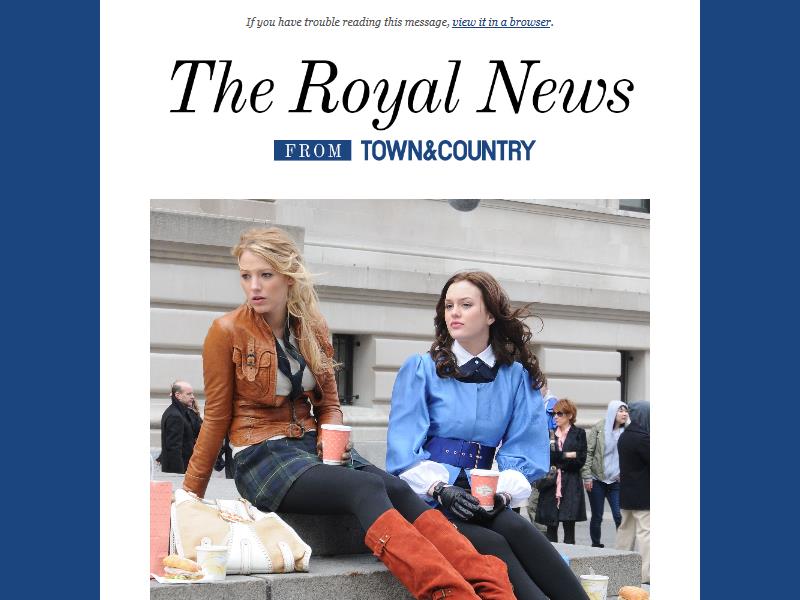 If you have trouble reading this message, view it in a browser.
The Royal News
FROM TOWN&COUNTRY